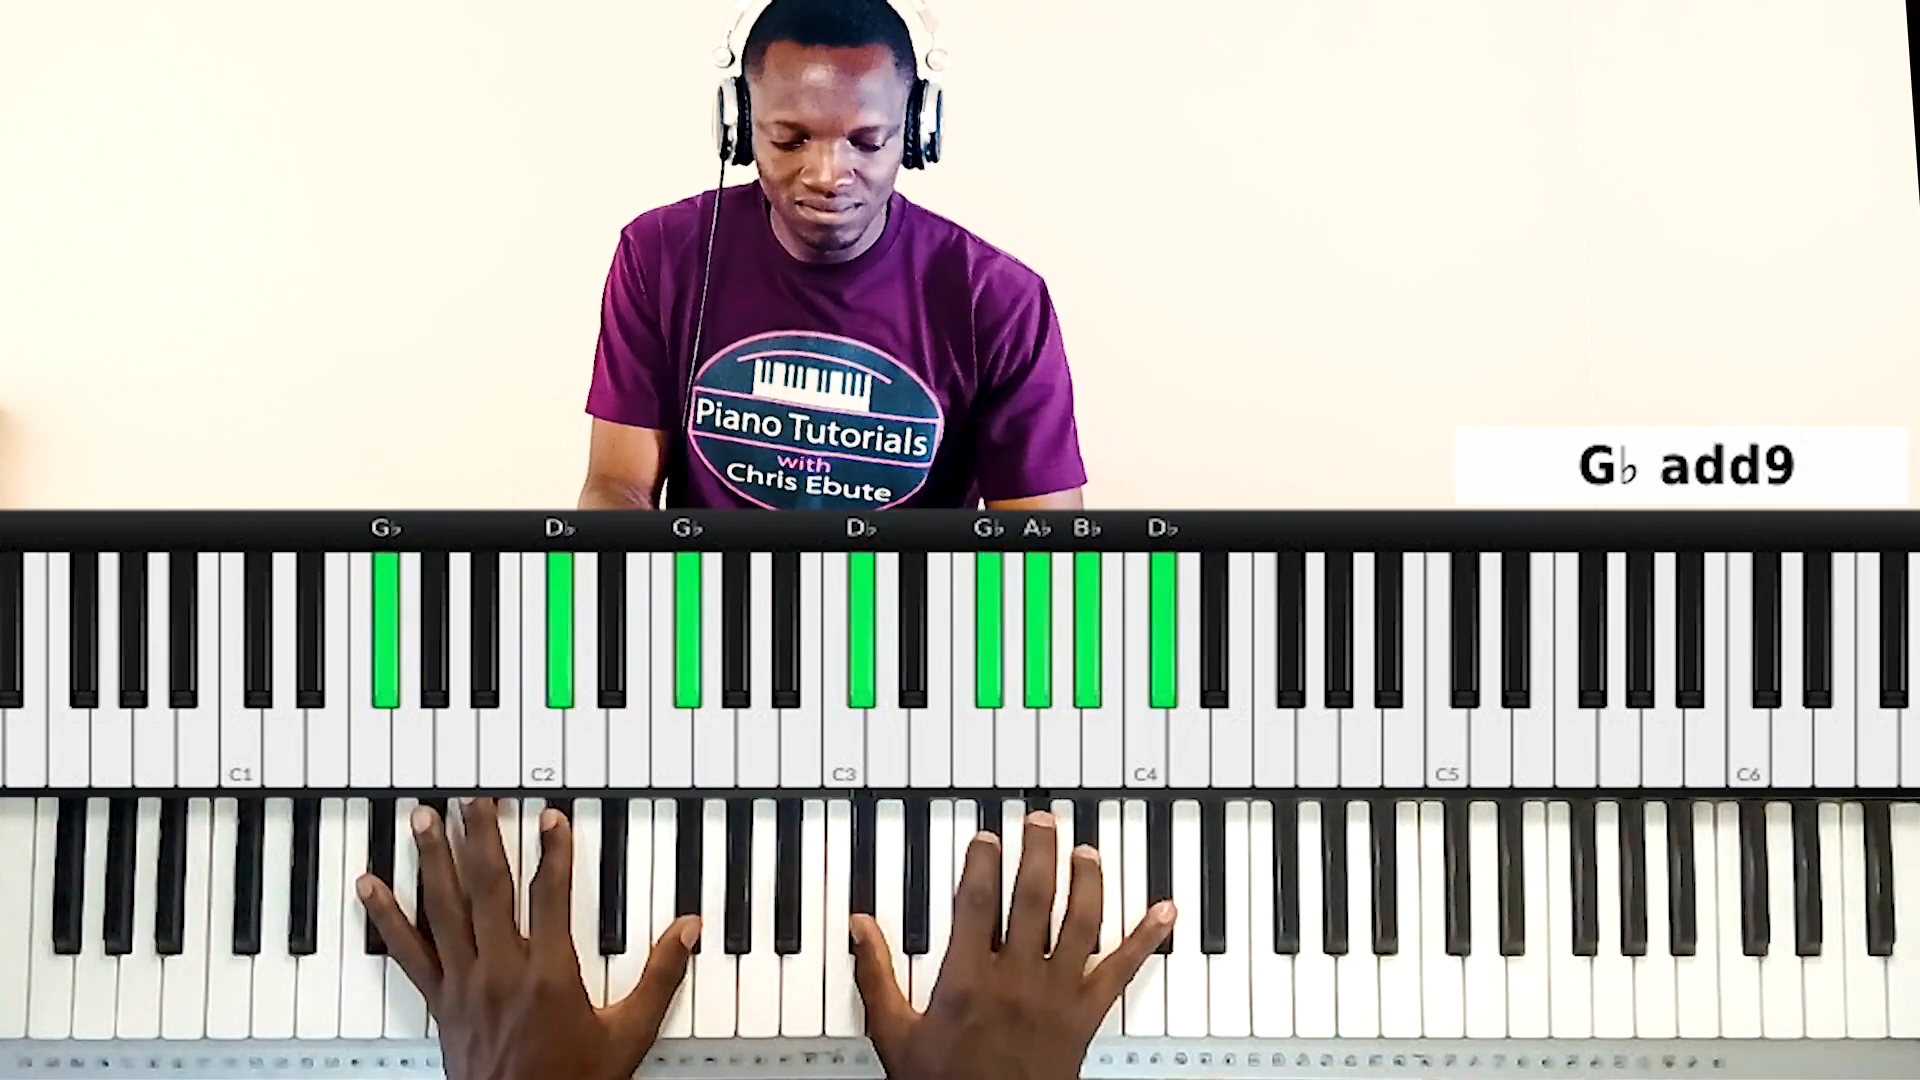 Piano Tutorials
with
Chris Ebute
G♭ add9
G♭ D♭ G♭ D♭ G♭ A♭ B♭ D♭
C1 C2 C3 C4 C5 C6